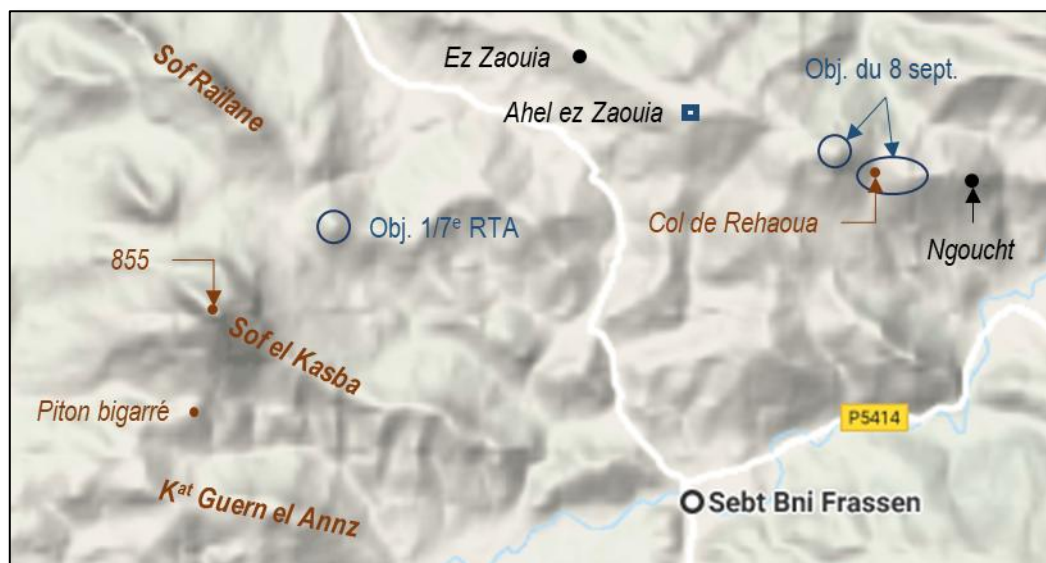 Sof Raïlane
Ez Zaouia
Obj. du 8 sept.
Ahel ez Zaouia
Obj. 1/7e RTA
Col de Rehaoua
Ngoucht
855
Sof el Kasba
Piton bigarré
P5414
Kat Guern el Annz
Sebt Bni Frassen